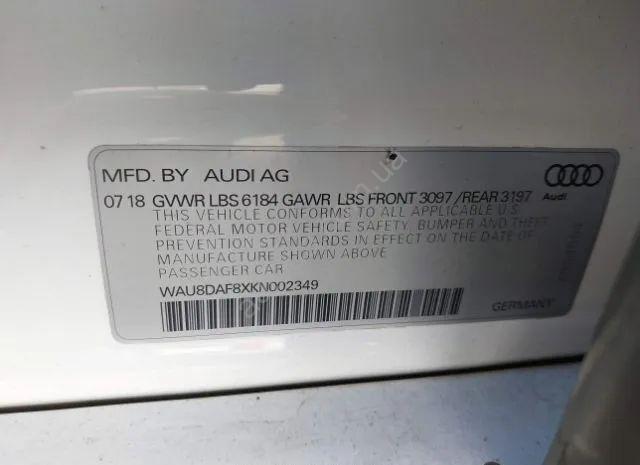 MFD. BY AUDI AG
07 18 GVWR LBS 6184 GAWR LBS FRONT 3097 / REAR 3197
Audi
THIS VEHICLE CONFORMS TO ALL APPLICABLE U.S.
FEDERAL MOTOR VEHICLE SAFETY, BUMPER AND THEFT
PREVENTION STANDARDS IN EFFECT ON THE DATE OF
MANUFACTURE SHOWN ABOVE
PASSENGER CAR
WAU8DAF8XKN002349
GERMANY